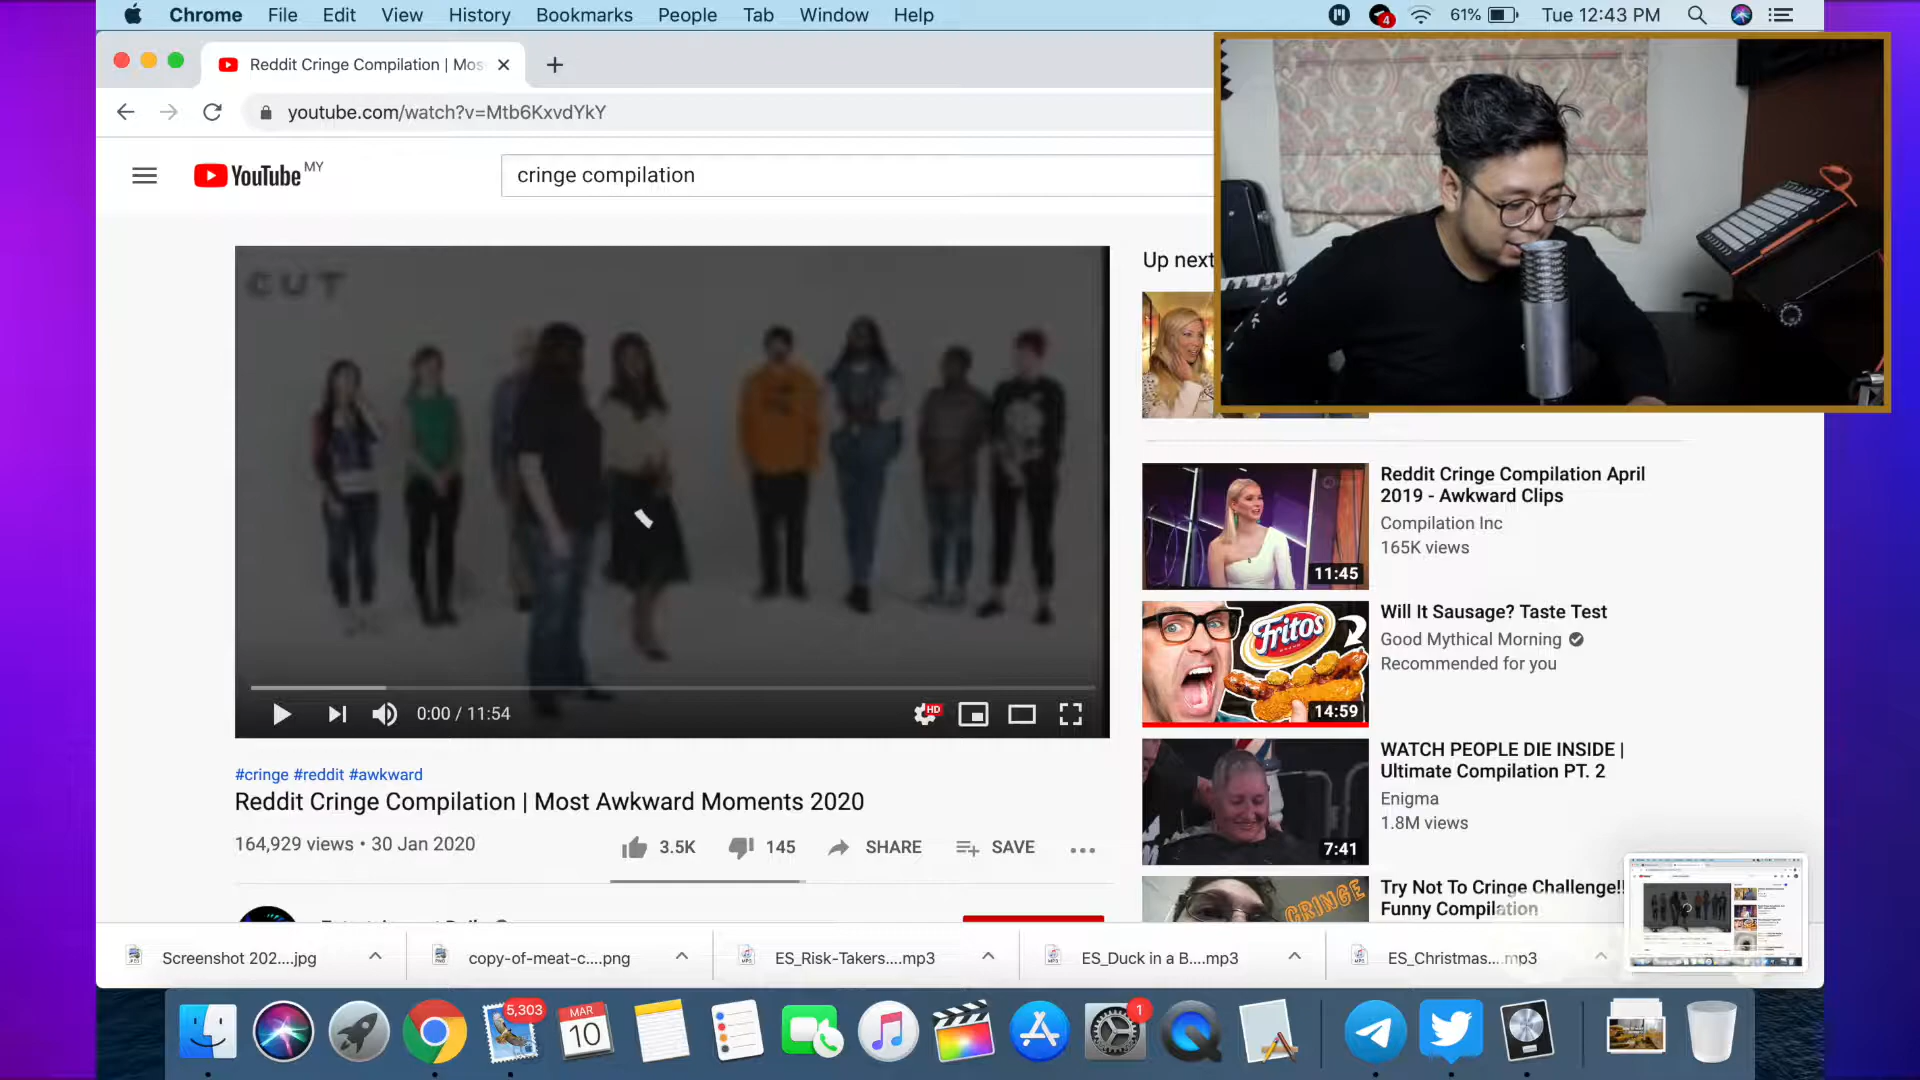 Chrome File Edit View History Bookmarks People Tab Window Help 4 61% Tue 12:43 PM
Reddit Cringe Compilation | Mos
youtube.com/watch?v=Mtb6KxvdYkY
YouTube MY
cringe compilation
CUT
Up next
0:00 / 11:54
HD
#cringe #reddit #awkward
Reddit Cringe Compilation | Most Awkward Moments 2020
164,929 views • 30 Jan 2020
3.5K 145 SHARE SAVE
Reddit Cringe Compilation April
2019 - Awkward Clips
Compilation Inc
165K views
11:45
Will It Sausage? Taste Test
Good Mythical Morning
Recommended for you
Fritos
14:59
WATCH PEOPLE DIE INSIDE |
Ultimate Compilation PT. 2
Enigma
1.8M views
7:41
Try Not To Cringe Challenge!!
Funny Compilation
CRINGE
Screenshot 202....jpg
copy-of-meat-c....png
ES_Risk-Takers....mp3
ES_Duck in a B....mp3
ES_Christmas....mp3
5,303
MAR
10
1